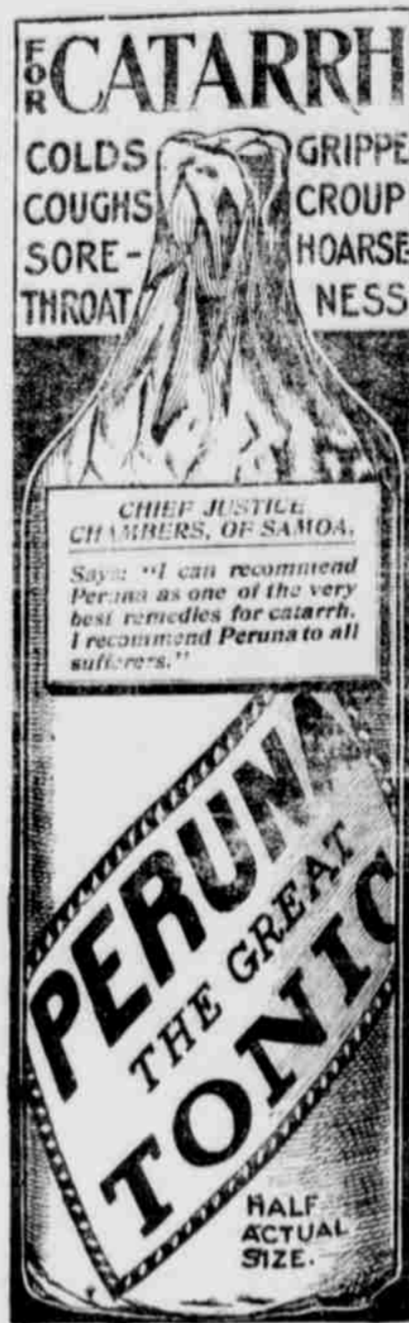 FOR CATARRH
COLDS
COUGHS
SORE-
THROAT
GRIPPE
CROUP
HOARSE
NESS
CHIEF JUSTICE
CHAMBERS, OF SAMOA,
Says: "I can recommend
Peruna as one of the very
best remedies for catarrh.
I recommend Peruna to all
sufferers."
PERUNA
THE GREAT
TONIC
HALF
ACTUAL
SIZE.